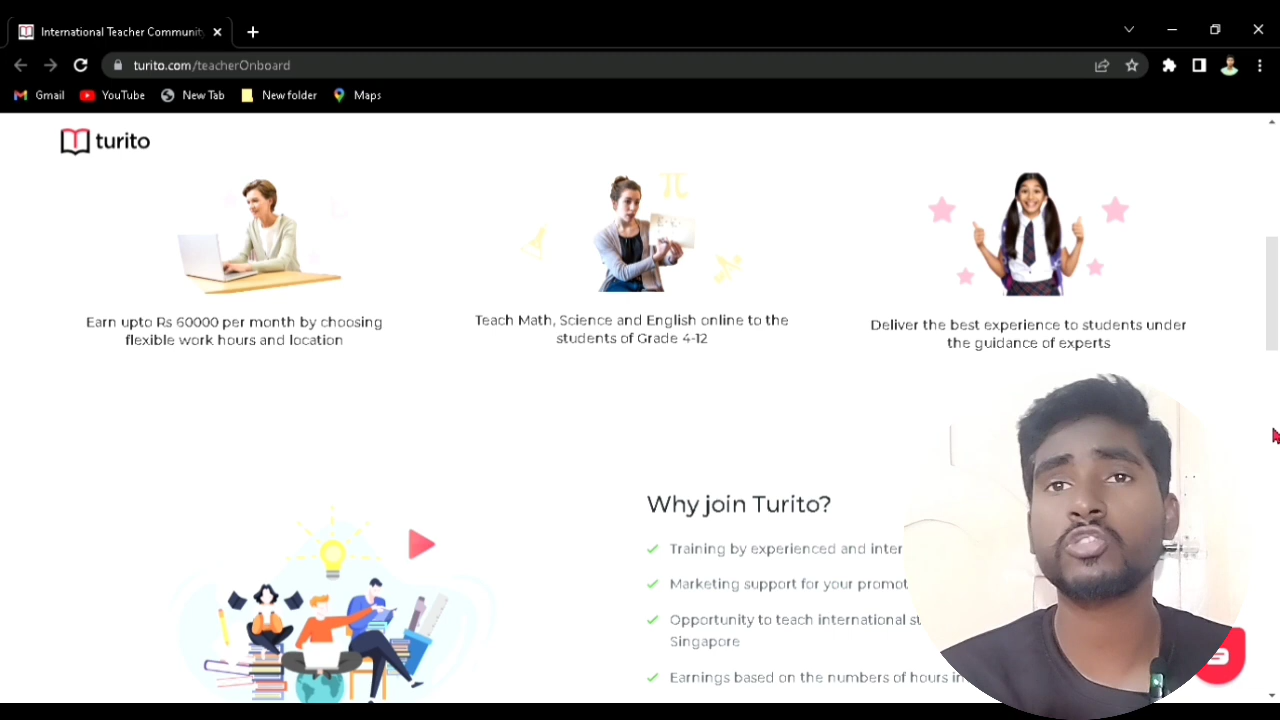 International Teacher Communit
turito.com/teacherOnboard
Gmail
YouTube
New Tab
New folder
Maps
turito
Earn upto Rs 60000 per month by choosing
flexible work hours and location
Teach Math, Science and English online to the
students of Grade 4-12
Deliver the best experience to students under
the guidance of experts
Why join Turito?
Training by experienced and inter
Marketing support for your promot
Opportunity to teach international
Singapore
Earnings based on the numbers of hours